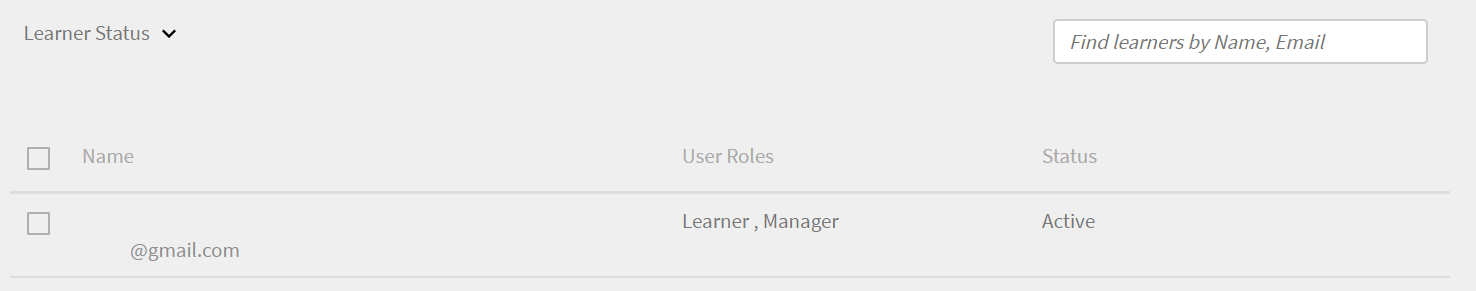 Learner Status
Find learners by Name, Email
Name User Roles Status
Learner , Manager Active
@gmail.com